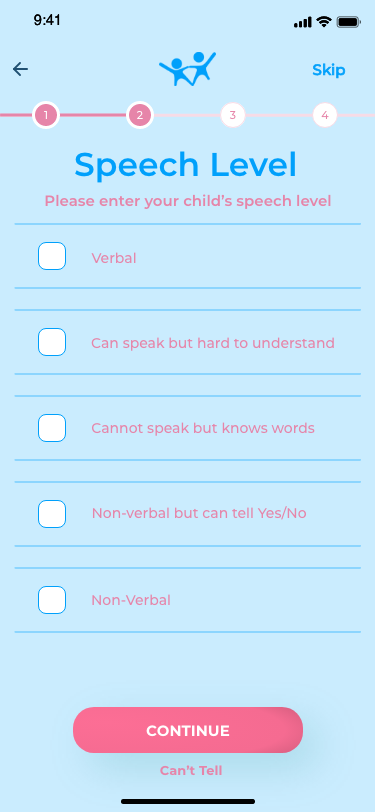 9:41
Skip
1 2 3 4
Speech Level
Please enter your child’s speech level
Verbal
Can speak but hard to understand
Cannot speak but knows words
Non-verbal but can tell Yes/No
Non-Verbal
CONTINUE
Can’t Tell